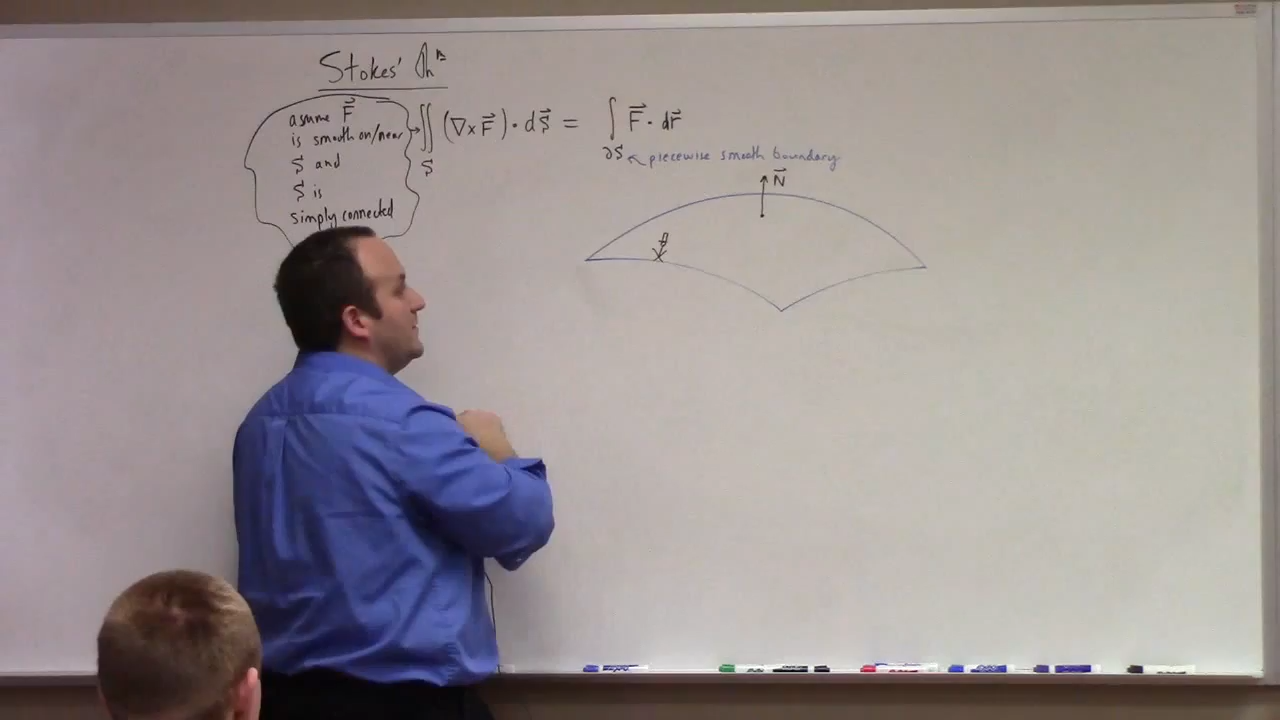 Stokes' Thm
assume F⃗
is smooth on/near
S⃗ and
S⃗ is
simply connected
∬ (∇×F⃗)·dS⃗ = ∫ F⃗·dr⃗
S⃗
∂S⃗ piecewise smooth boundary
N⃗